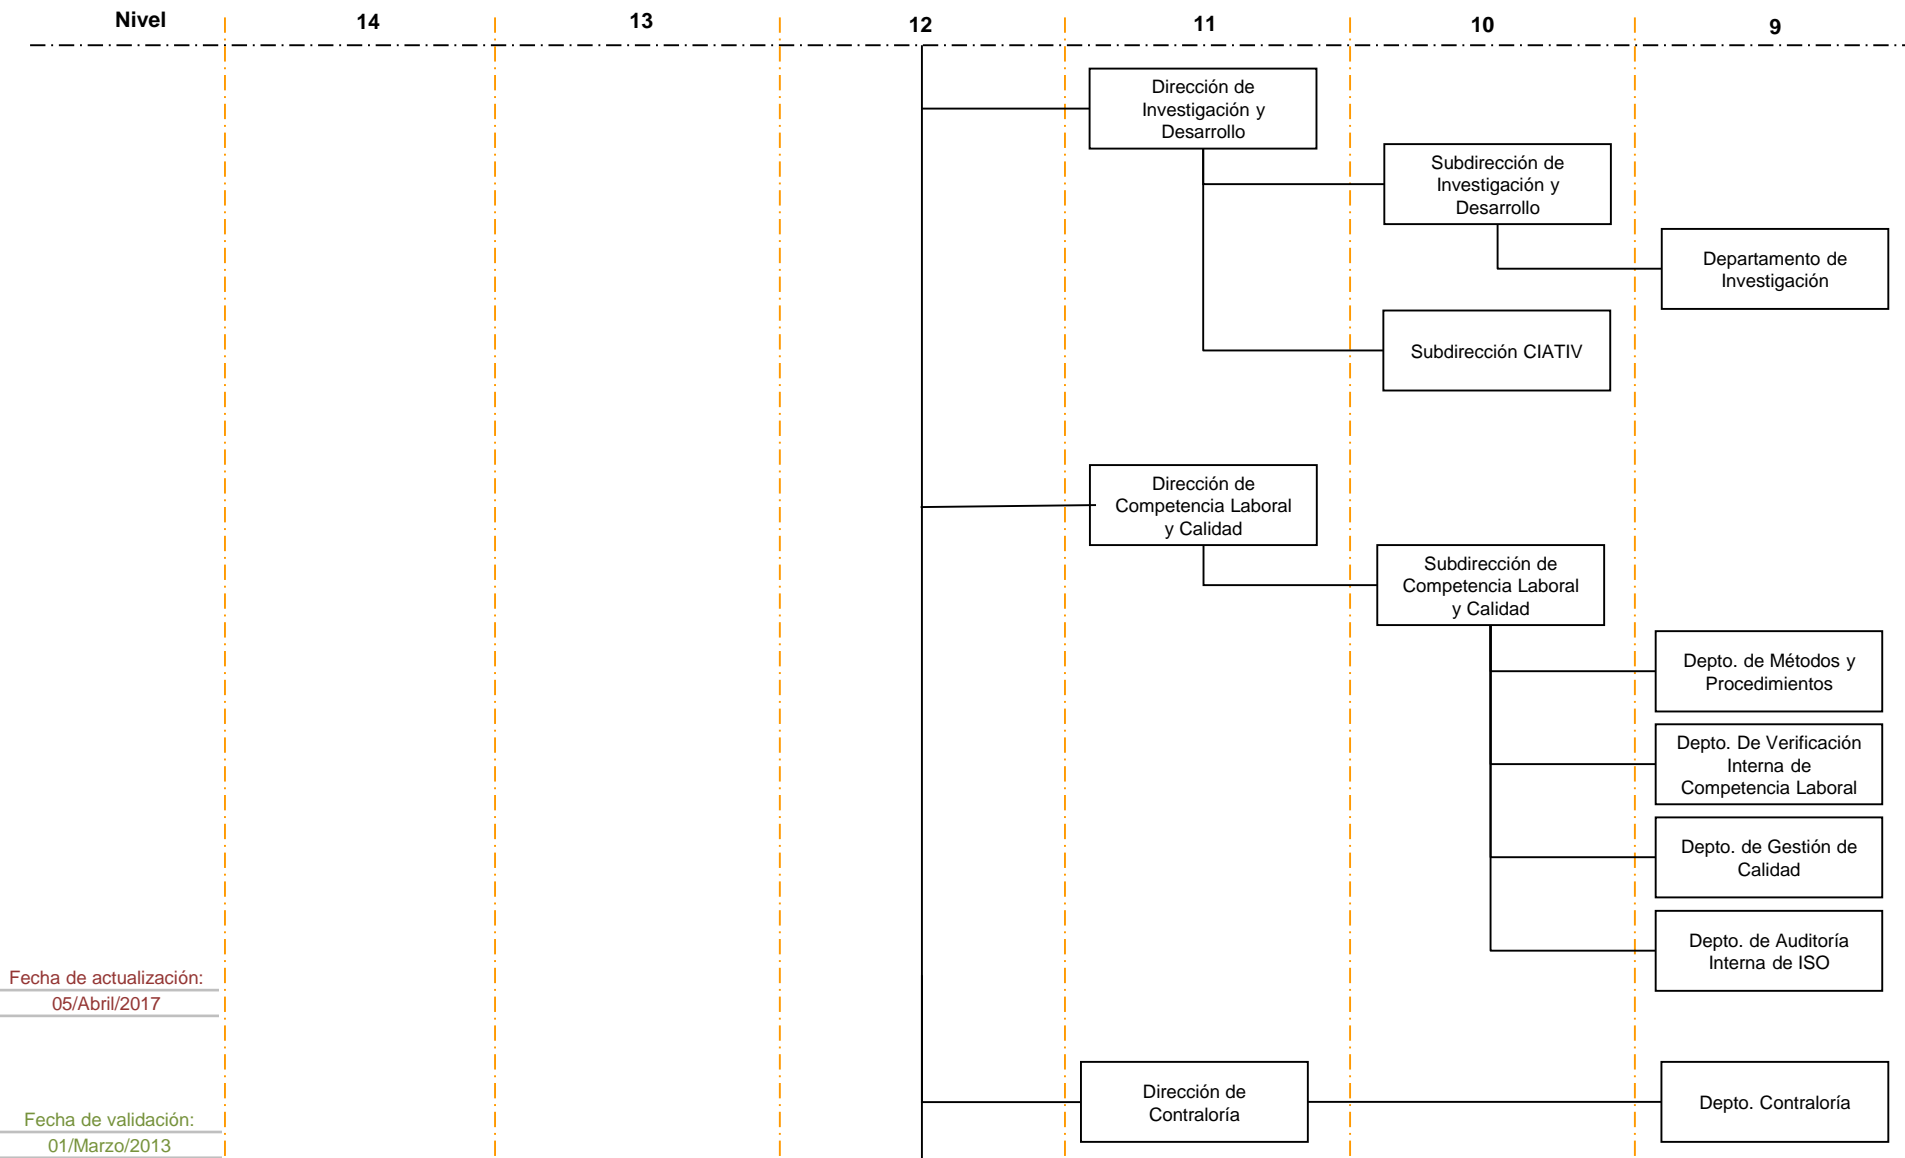 Nivel 14 13 12 11 10 9
Dirección de
Investigación y
Desarrollo
Subdirección de
Investigación y
Desarrollo
Departamento de
Investigación
Subdirección CIATIV
Dirección de
Competencia Laboral
y Calidad
Subdirección de
Competencia Laboral
y Calidad
Depto. de Métodos y
Procedimientos
Depto. De Verificación
Interna de
Competencia Laboral
Depto. de Gestión de
Calidad
Depto. de Auditoría
Interna de ISO
Fecha de actualización:
05/Abril/2017
Dirección de
Contraloría
Depto. Contraloría
Fecha de validación:
01/Marzo/2013